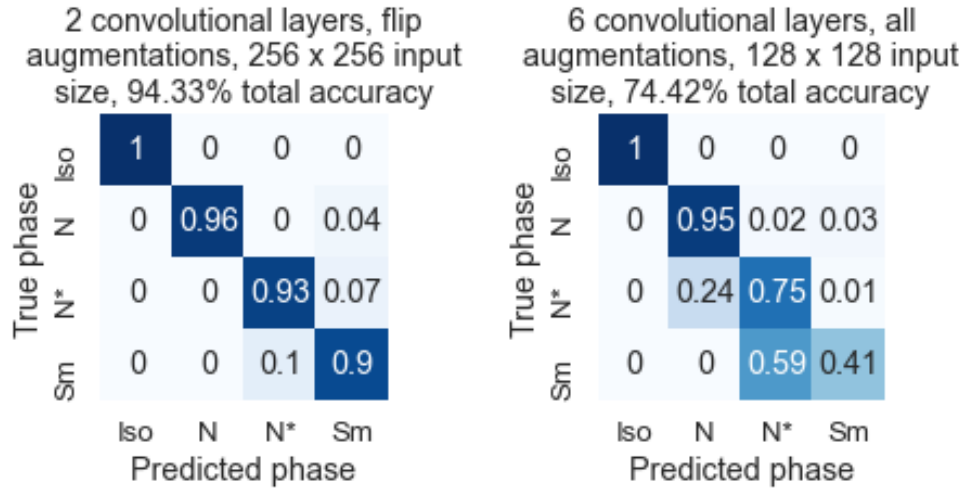 2 convolutional layers, flip
augmentations, 256 x 256 input
size, 94.33% total accuracy
True phase
Iso 1 0 0 0
N 0 0.96 0 0.04
N* 0 0 0.93 0.07
Sm 0 0 0.1 0.9
Iso N N* Sm
Predicted phase
6 convolutional layers, all
augmentations, 128 x 128 input
size, 74.42% total accuracy
True phase
Iso 1 0 0 0
N 0 0.95 0.02 0.03
N* 0 0.24 0.75 0.01
Sm 0 0 0.59 0.41
Iso N N* Sm
Predicted phase